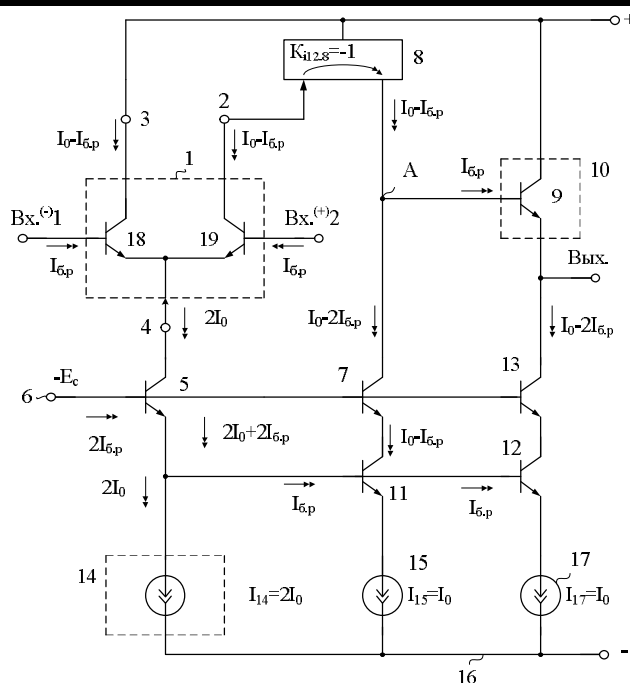 +
Ki12.8=-1
8
2
3
I0-Iб.р
I0-Iб.р
I0-Iб.р
1
A
Iб.р
10
9
Вх.(-)1
18
19
Вх.(+)2
Iб.р
Iб.р
Вых.
4
2I0
I0-2Iб.р
I0-2Iб.р
-Ec
6
5
7
13
2Iб.р
2I0+2Iб.р
I0-Iб.р
12
2I0
Iб.р
11
Iб.р
14
15
17
I14=2I0
I15=I0
I17=I0
16
-